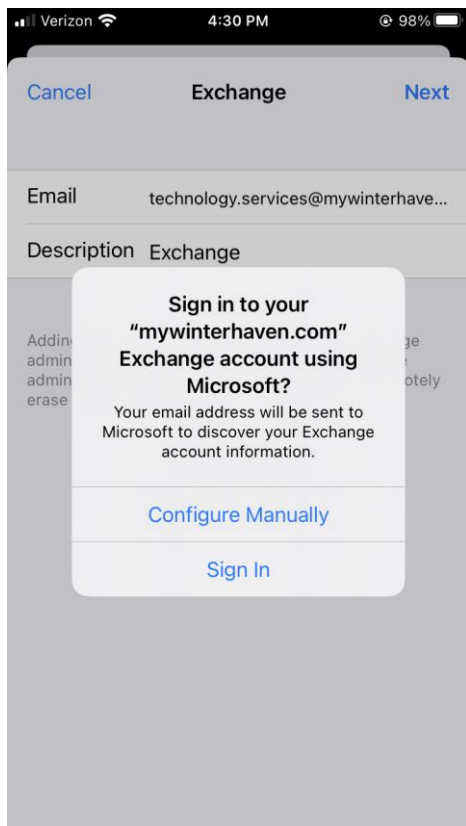 Verizon 4:30 PM 98%
Cancel Exchange Next
Email technology.services@mywinterhave...
Description Exchange
Sign in to your
“mywinterhaven.com”
Exchange account using
Microsoft?
Your email address will be sent to
Microsoft to discover your Exchange
account information.
Adding
erase
Configure Manually
Sign In